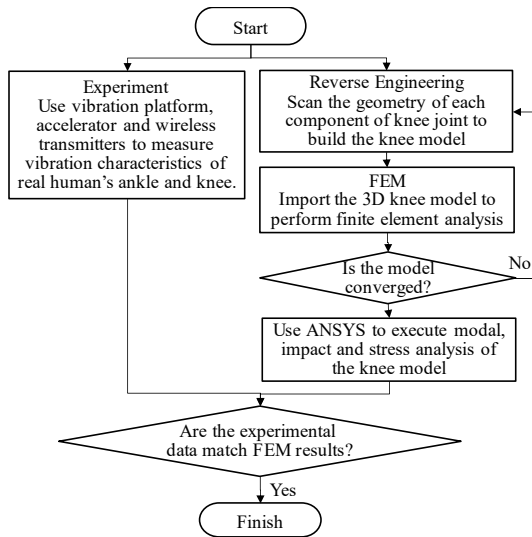 Start
Experiment
Use vibration platform,
accelerator and wireless
transmitters to measure
vibration characteristics of
real human's ankle and knee.
Reverse Engineering
Scan the geometry of each
component of knee joint to
build the knee model
FEM
Import the 3D knee model to
perform finite element analysis
Is the model
converged?
No
Use ANSYS to execute modal,
impact and stress analysis of
the knee model
Are the experimental
data match FEM results?
Yes
Finish